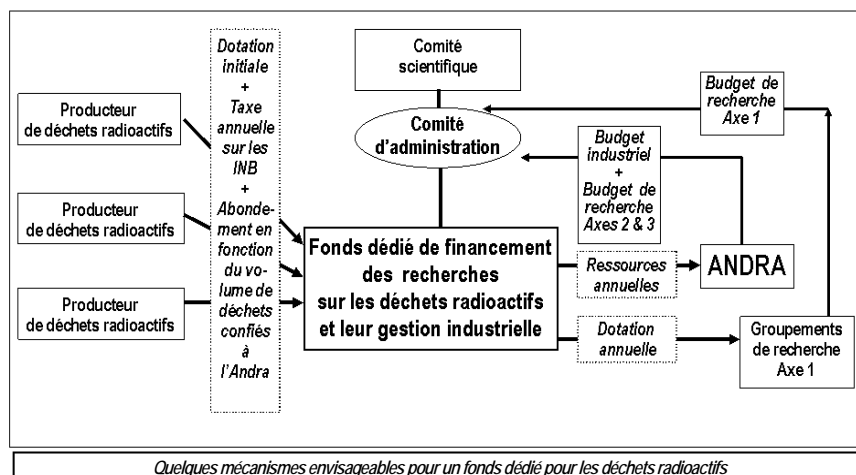 Producteur
de déchets radioactifs
Producteur
de déchets radioactifs
Producteur
de déchets radioactifs
Dotation
initiale
+
Taxe
annuelle
sur les
INB
+
Abonde-
ment en
fonction
du vo-
lume de
déchets
confiés
à
l'Andra
Comité
scientifique
Comité
d'administration
Fonds dédié de financement
des recherches
sur les déchets radioactifs
et leur gestion industrielle
Budget de
recherche
Axe 1
Budget
industriel
+
Budget de
recherche
Axes 2 & 3
Ressources
annuelles
ANDRA
Dotation
annuelle
Groupements
de recherche
Axe 1
Quelques mécanismes envisageables pour un fonds dédié pour les déchets radioactifs